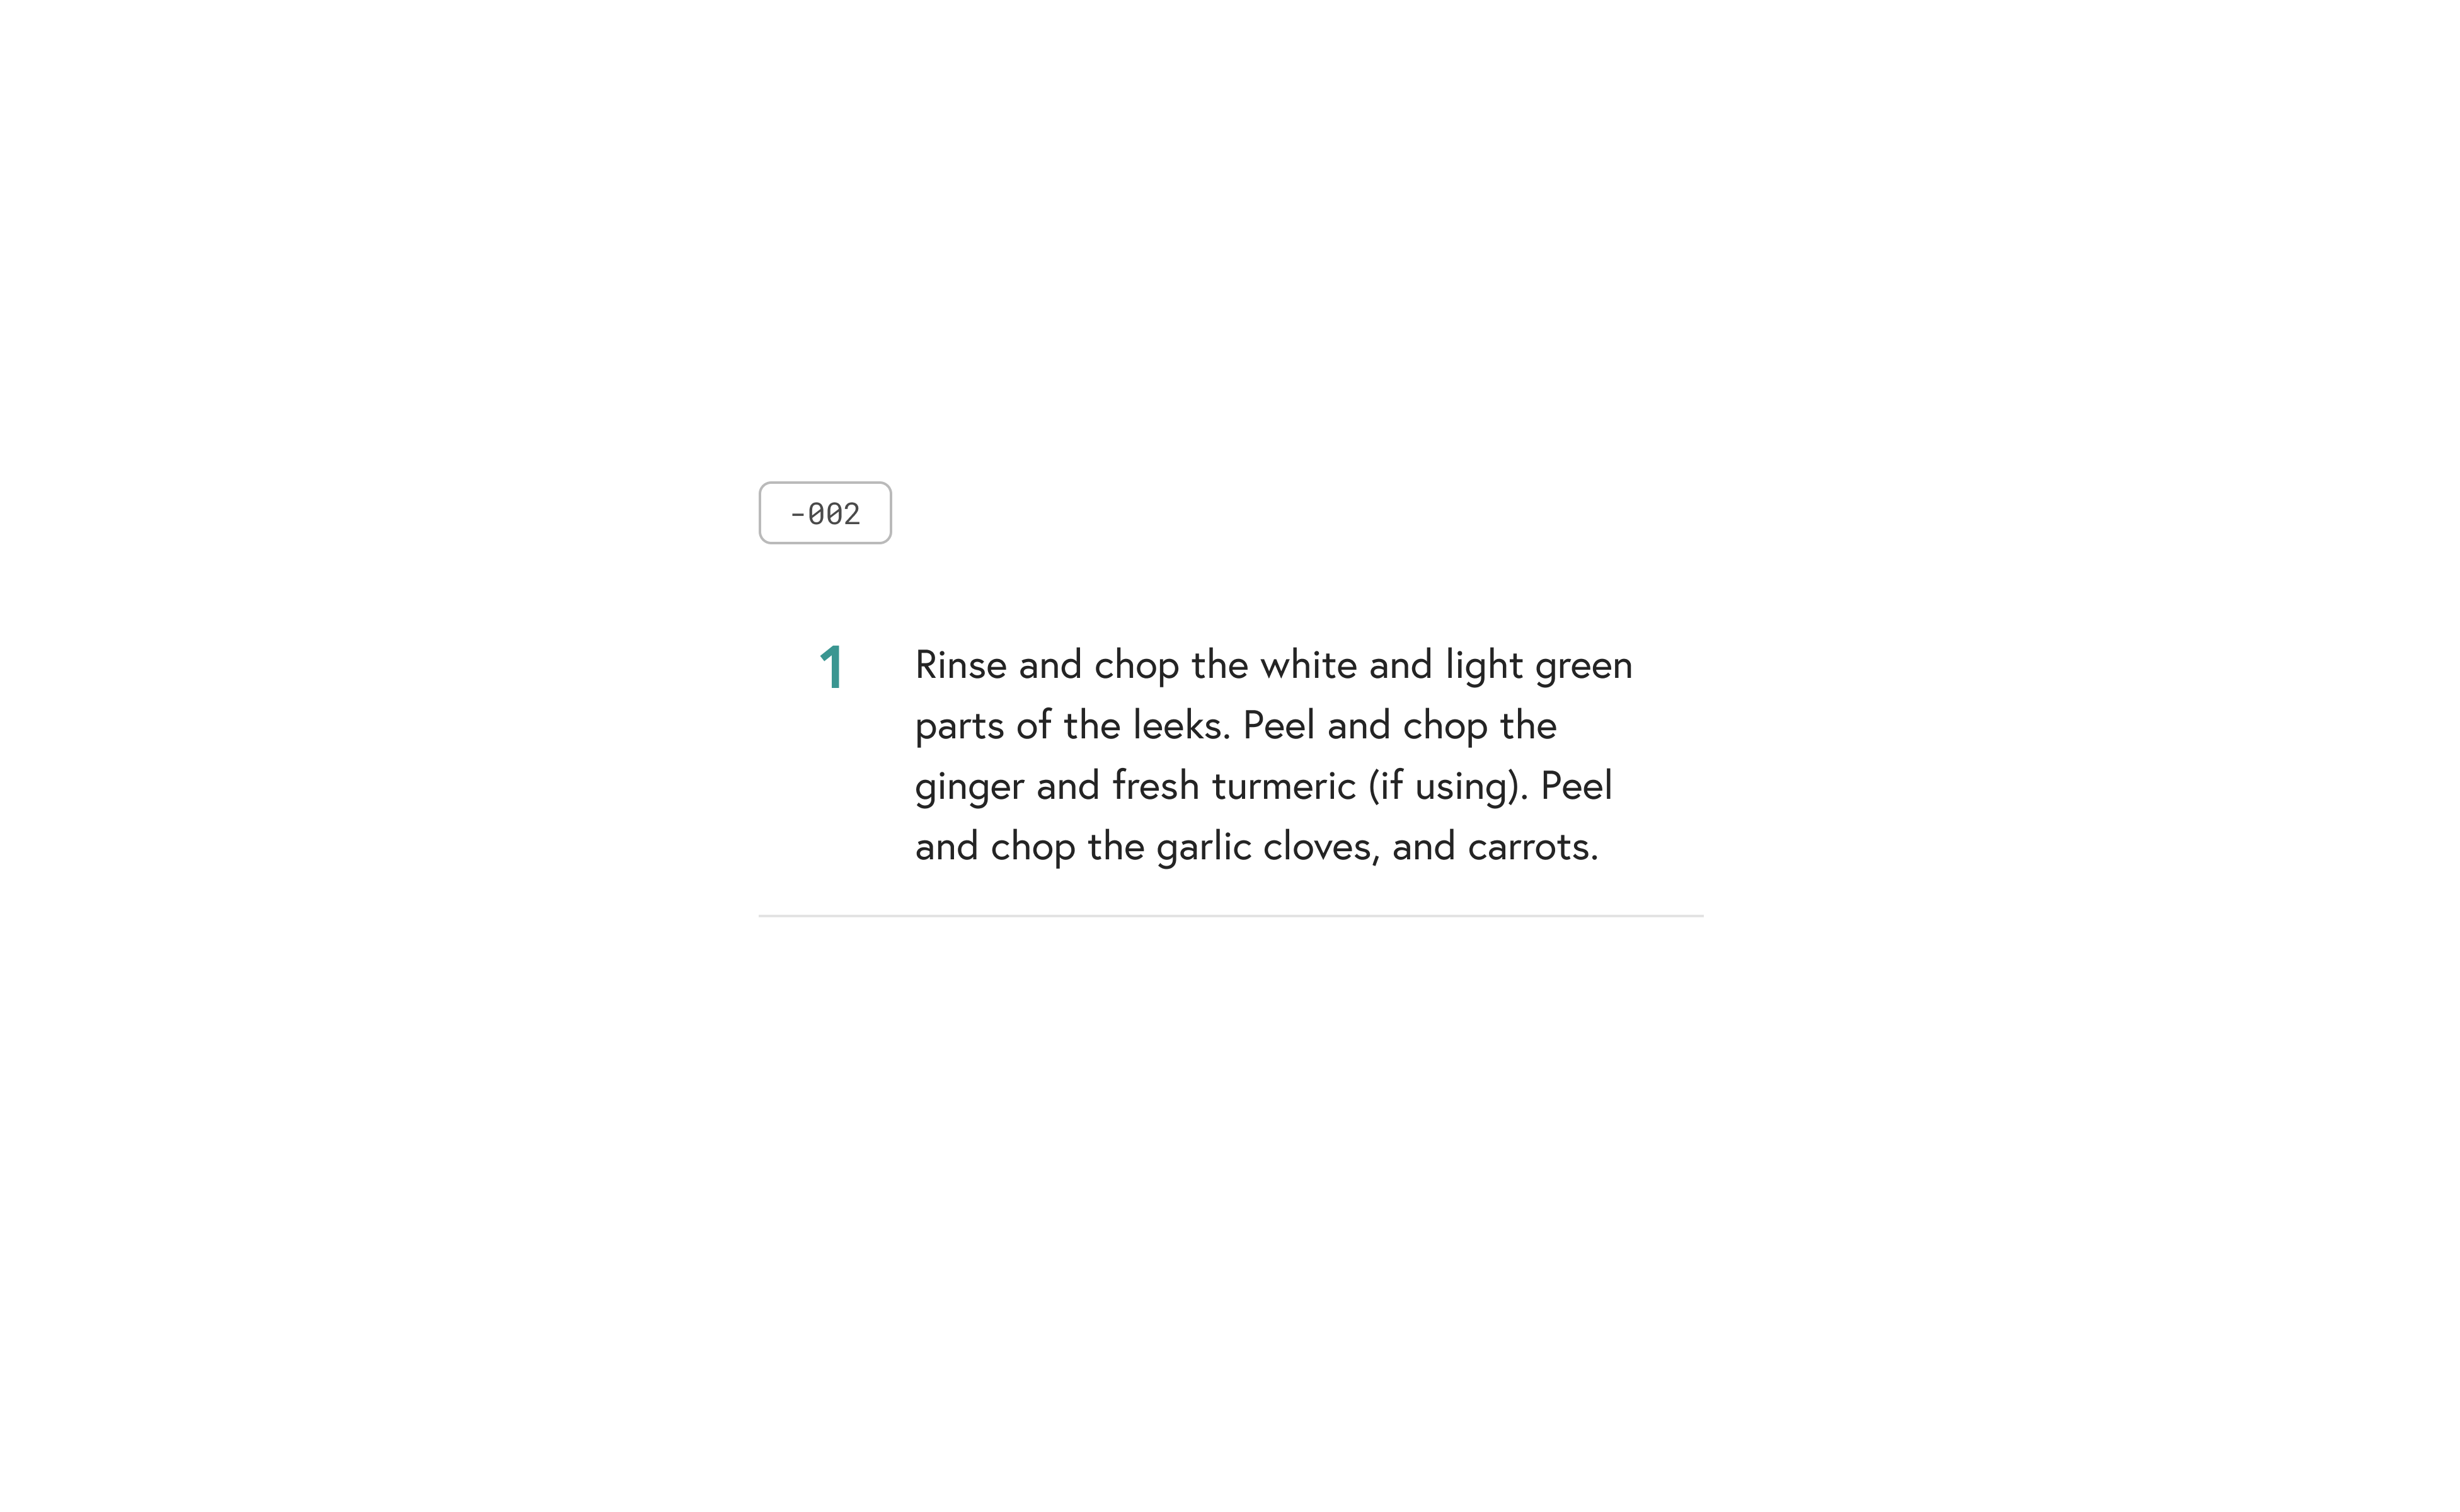 -002
1 Rinse and chop the white and light green
parts of the leeks. Peel and chop the
ginger and fresh turmeric (if using). Peel
and chop the garlic cloves, and carrots.